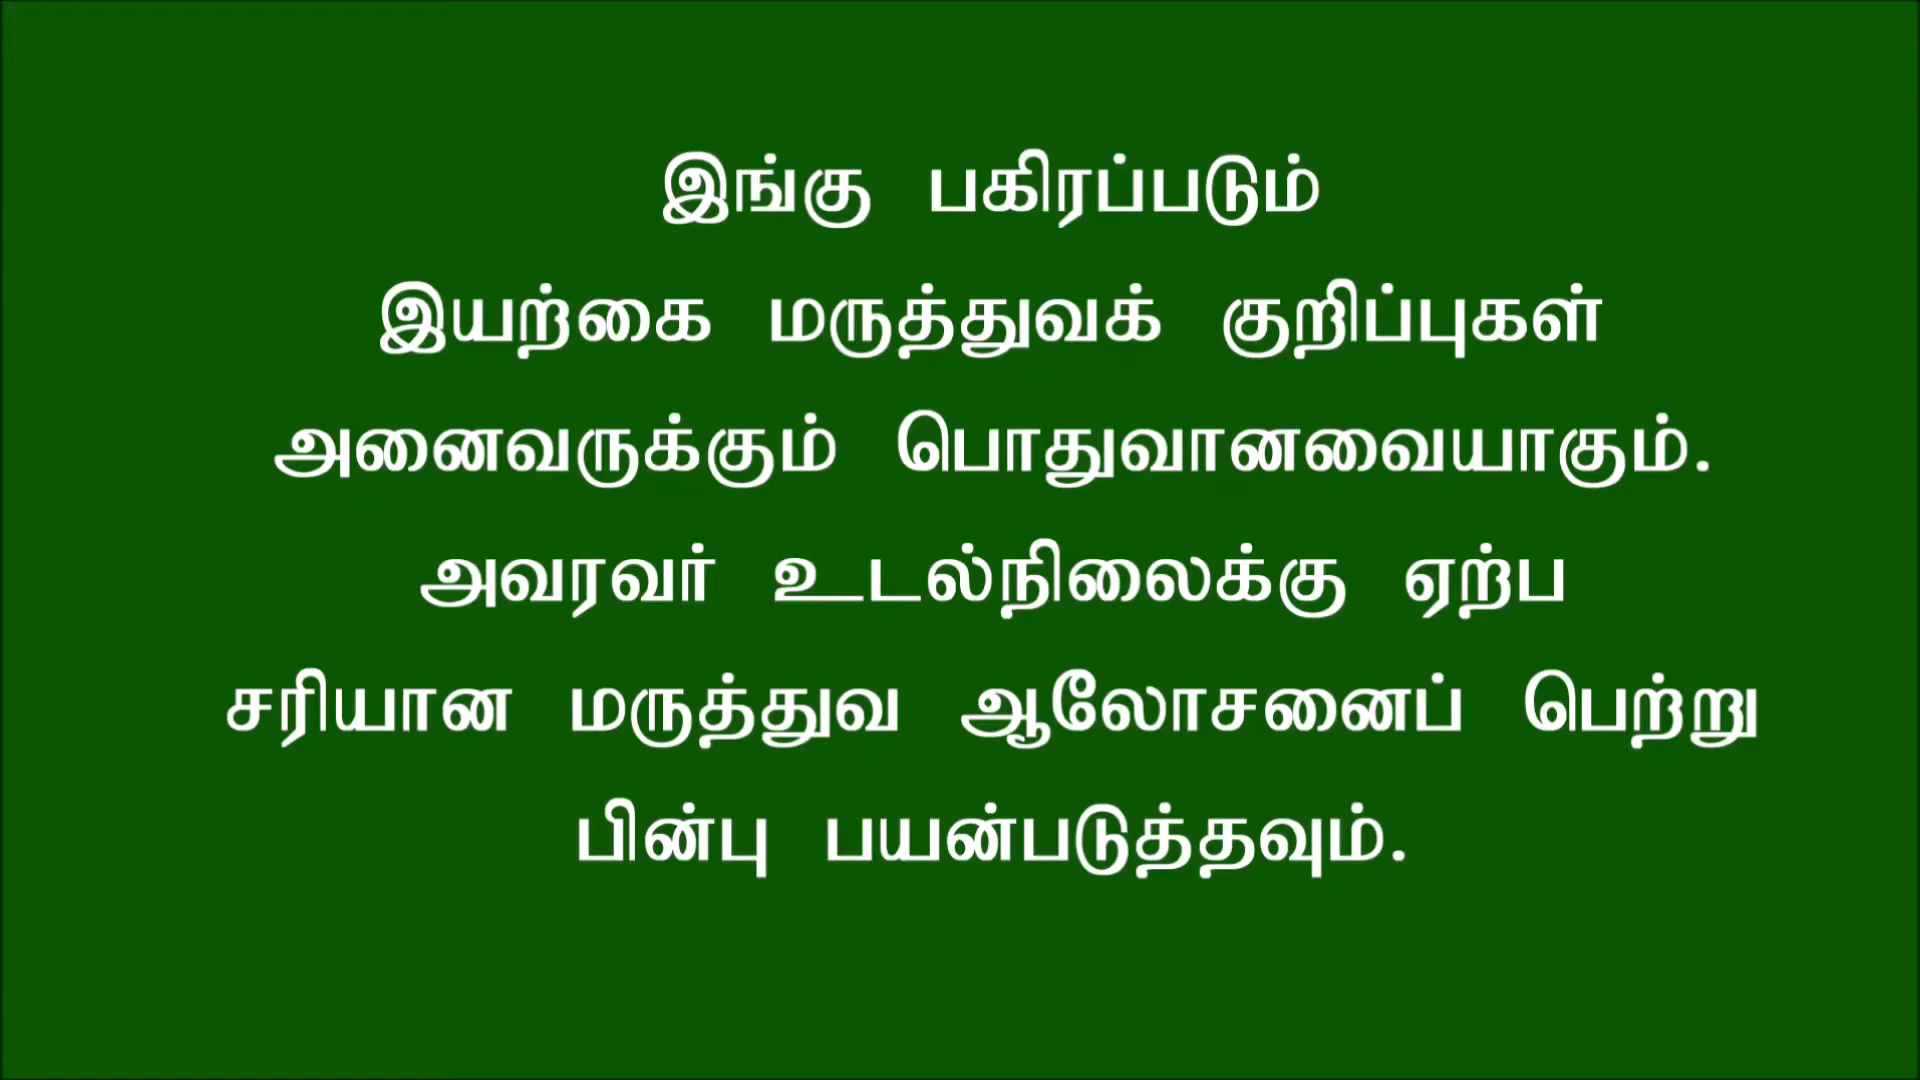 இங்கு பகிரப்படும்
இயற்கை மருத்துவக் குறிப்புகள்
அனைவருக்கும் பொதுவானவையாகும்.
அவரவர் உடல்நிலைக்கு ஏற்ப
சரியான மருத்துவ ஆலோசனைப் பெற்று
பின்பு பயன்படுத்தவும்.